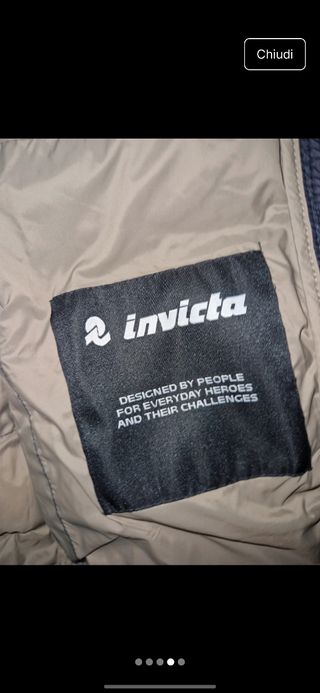 Chiudi
invicta
DESIGNED BY PEOPLE
FOR EVERYDAY HEROES
AND THEIR CHALLENGES